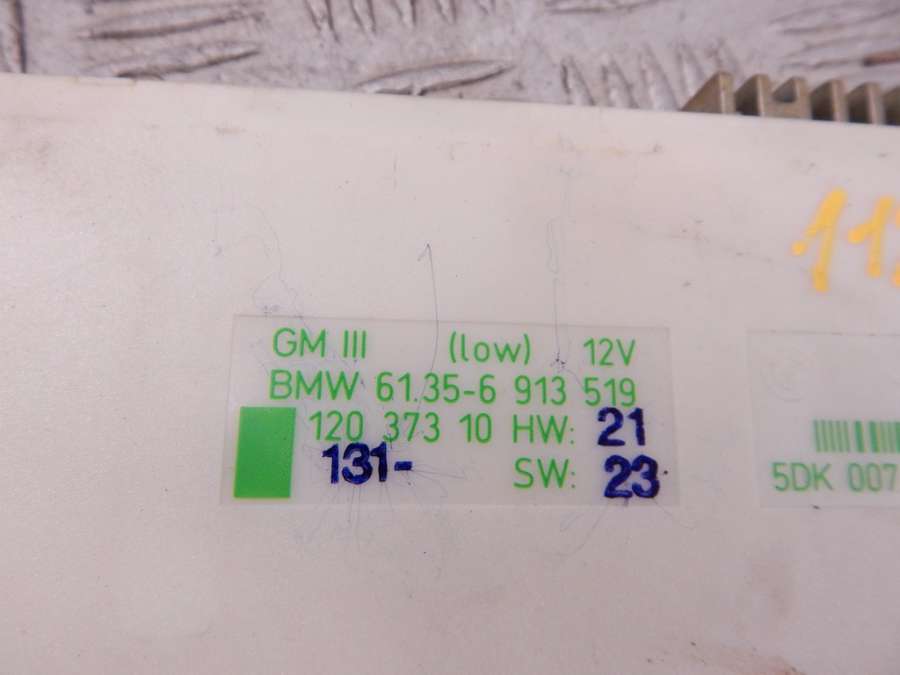 GM III (low) 12V
BMW 61.35-6 913 519
120 373 10 HW: 21
131- SW: 23
5DK 007
11